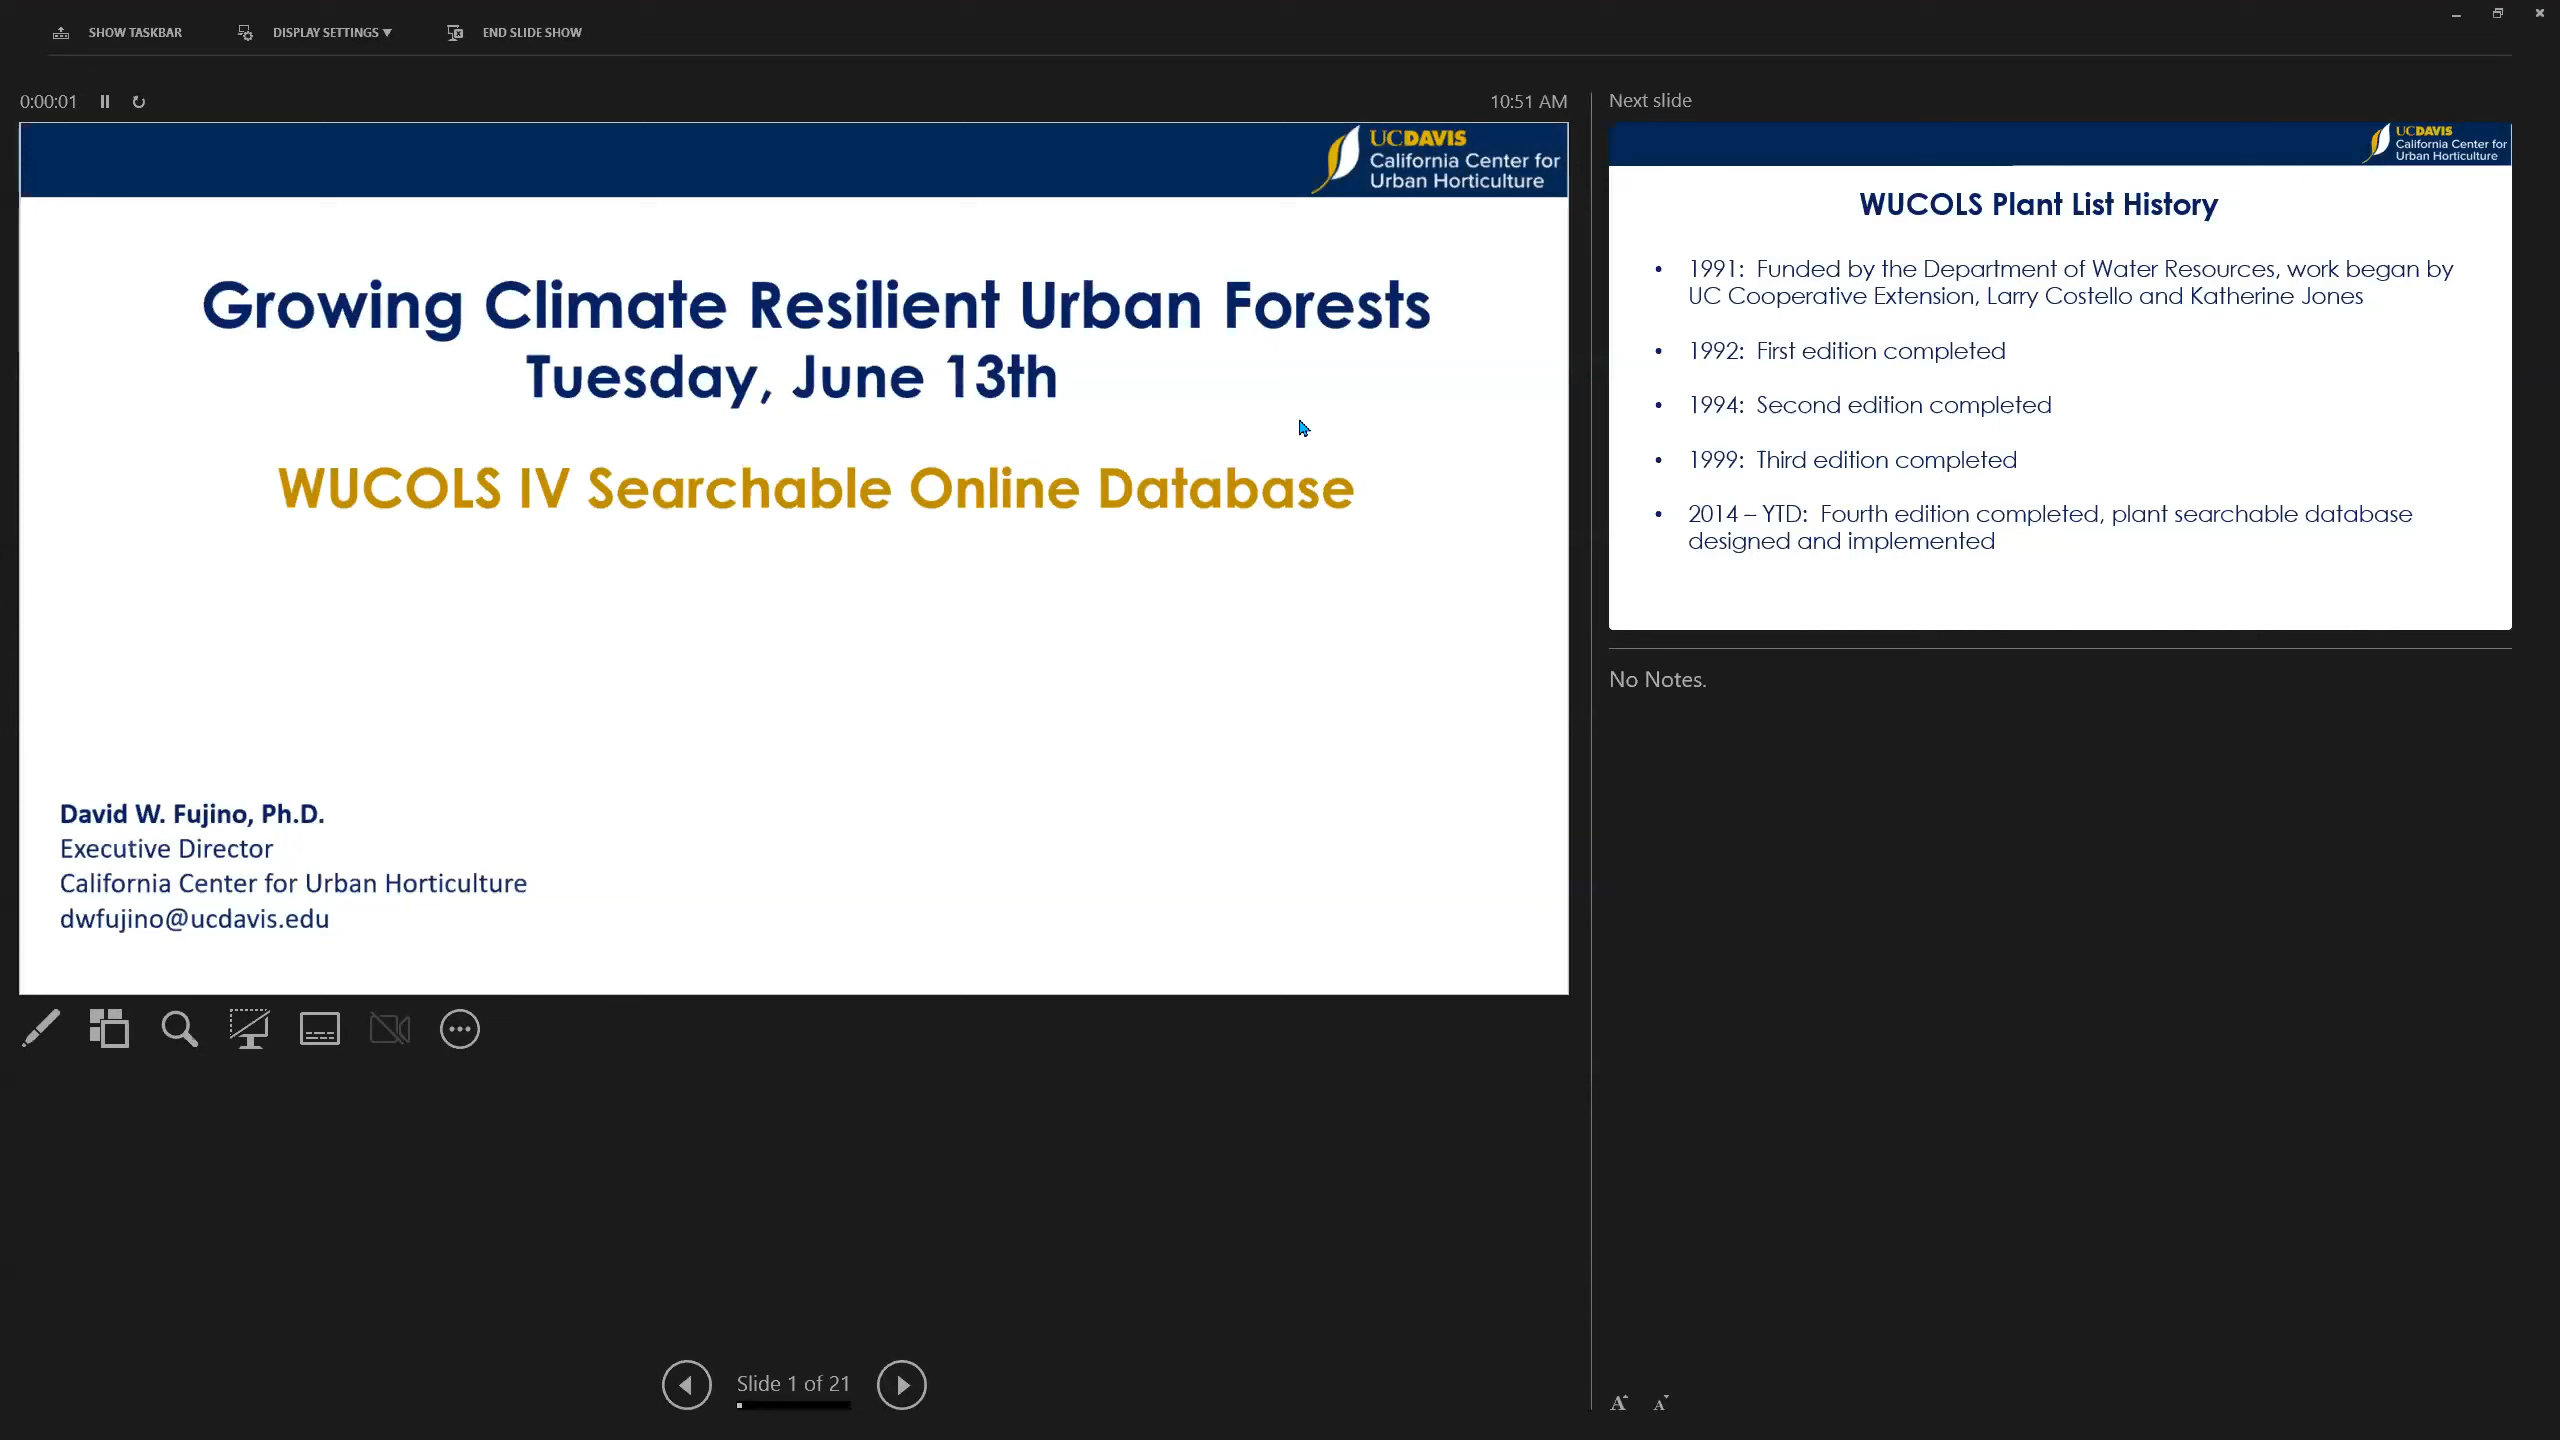 SHOW TASKBAR
DISPLAY SETTINGS ▼
END SLIDE SHOW
0:00:01
10:51 AM
UCDAVIS
California Center for
Urban Horticulture
Growing Climate Resilient Urban Forests
Tuesday, June 13th
WUCOLS IV Searchable Online Database
David W. Fujino, Ph.D.
Executive Director
California Center for Urban Horticulture
dwfujino@ucdavis.edu
Slide 1 of 21
Next slide
UCDAVIS
California Center for
Urban Horticulture
WUCOLS Plant List History
• 1991: Funded by the Department of Water Resources, work began by
UC Cooperative Extension, Larry Costello and Katherine Jones
• 1992: First edition completed
• 1994: Second edition completed
• 1999: Third edition completed
• 2014 – YTD: Fourth edition completed, plant searchable database
designed and implemented
No Notes.
A A